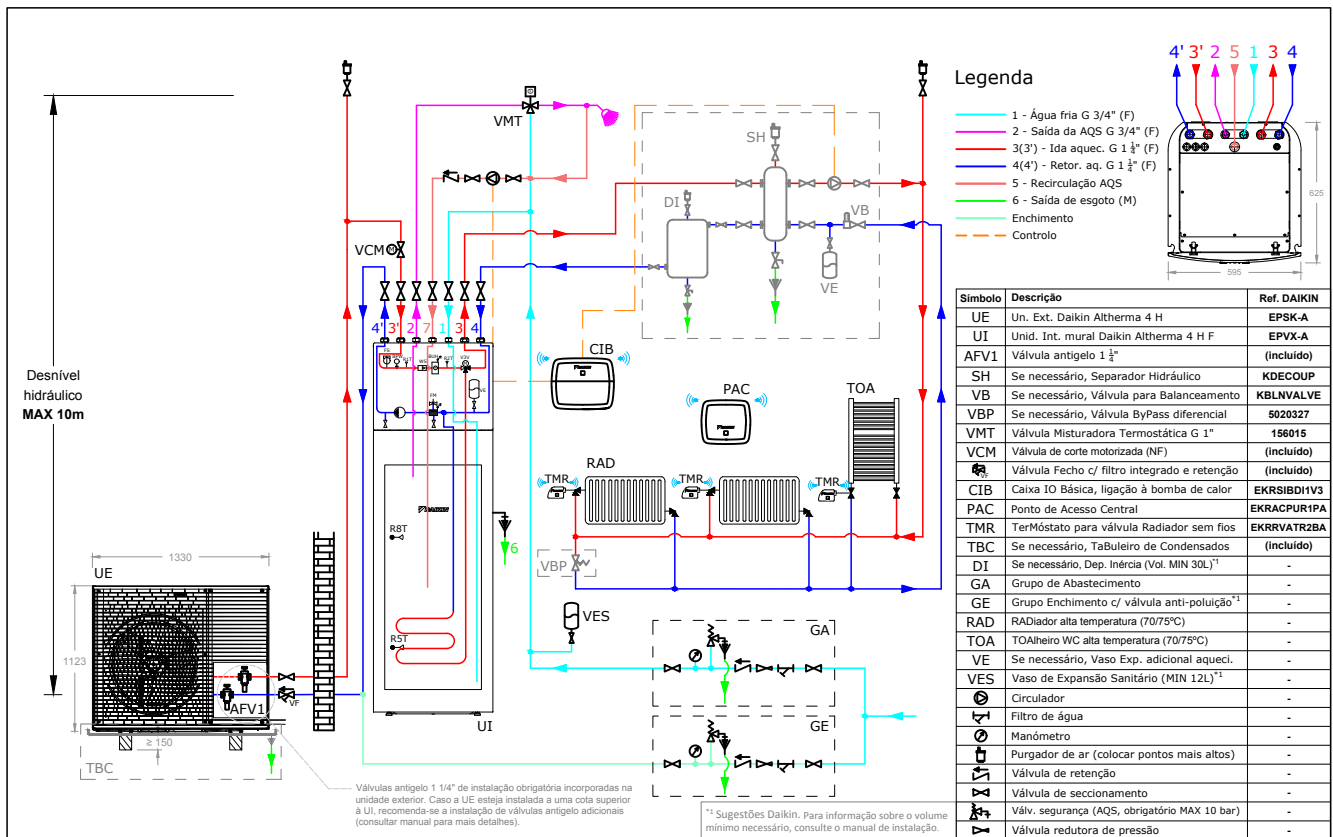 4' 3' 2 5 1 3 4
Legenda
1 - Água fria G 3/4" (F)
2 - Saída da AQS G 3/4" (F)
3(3') - Ida aquec. G 1 1/4" (F)
4(4') - Retor. aq. G 1 1/4" (F)
5 - Recirculação AQS
6 - Saída de esgoto (M)
Enchimento
Controlo
625
595
VMT
SH
DI
VB
VE
VCM
M
4' 3' 2 7 1 3 4
Desnível
hidráulico
MAX 10m
CIB
PAC
TOA
RAD
TMR
TMR
TMR
VBP
R8T
R5T
DAIKIN
6
UE
1330
1123
AFV1
VF
≥ 150
TBC
UI
VES
GA
GE
Válvulas antigelo 1 1/4" de instalação obrigatória incorporadas na
unidade exterior. Caso a UE esteja instalada a uma cota superior
à UI, recomenda-se a instalação de válvulas antigelo adicionais
(consultar manual para mais detalhes).
*1 Sugestões Daikin. Para informação sobre o volume
mínimo necessário, consulte o manual de instalação.
Símbolo Descrição Ref. DAIKIN
UE Un. Ext. Daikin Altherma 4 H EPSK-A
UI Unid. Int. mural Daikin Altherma 4 H F EPVX-A
AFV1 Válvula antigelo 1 1/4" (incluído)
SH Se necessário, Separador Hidráulico KDECOUP
VB Se necessário, Válvula para Balanceamento KBLNVALVE
VBP Se necessário, Válvula ByPass diferencial 5020327
VMT Válvula Misturadora Termostática G 1" 156015
VCM Válvula de corte motorizada (NF) (incluído)
VF Válvula Fecho c/ filtro integrado e retenção (incluído)
CIB Caixa IO Básica, ligação à bomba de calor EKRSIBDI1V3
PAC Ponto de Acesso Central EKRACPUR1PA
TMR TerMóstato para válvula Radiador sem fios EKRRVATR2BA
TBC Se necessário, TaBuleiro de Condensados (incluído)
DI Se necessário, Dep. Inércia (Vol. MIN 30L)*1 -
GA Grupo de Abastecimento -
GE Grupo Enchimento c/ válvula anti-poluição*1 -
RAD RADiador alta temperatura (70/75ºC) -
TOA TOAlheiro WC alta temperatura (70/75ºC) -
VE Se necessário, Vaso Exp. adicional aqueci. -
VES Vaso de Expansão Sanitário (MIN 12L)*1 -
Circulador -
Filtro de água -
Manómetro -
Purgador de ar (colocar pontos mais altos) -
Válvula de retenção -
Válvula de seccionamento -
Válv. segurança (AQS, obrigatório MAX 10 bar) -
Válvula redutora de pressão -